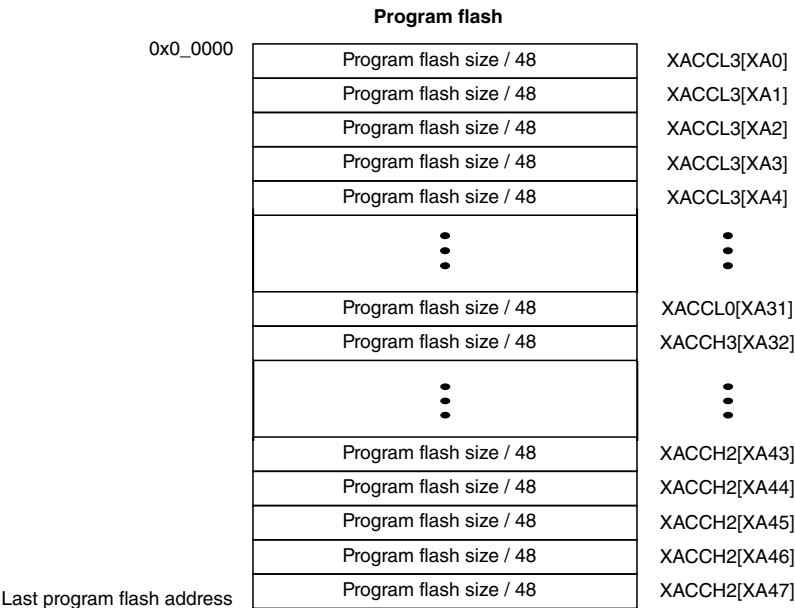 Program flash
0x0_0000
Program flash size / 48 XACCL3[XA0]
Program flash size / 48 XACCL3[XA1]
Program flash size / 48 XACCL3[XA2]
Program flash size / 48 XACCL3[XA3]
Program flash size / 48 XACCL3[XA4]
Program flash size / 48 XACCL0[XA31]
Program flash size / 48 XACCH3[XA32]
Program flash size / 48 XACCH2[XA43]
Program flash size / 48 XACCH2[XA44]
Program flash size / 48 XACCH2[XA45]
Program flash size / 48 XACCH2[XA46]
Program flash size / 48 XACCH2[XA47]
Last program flash address